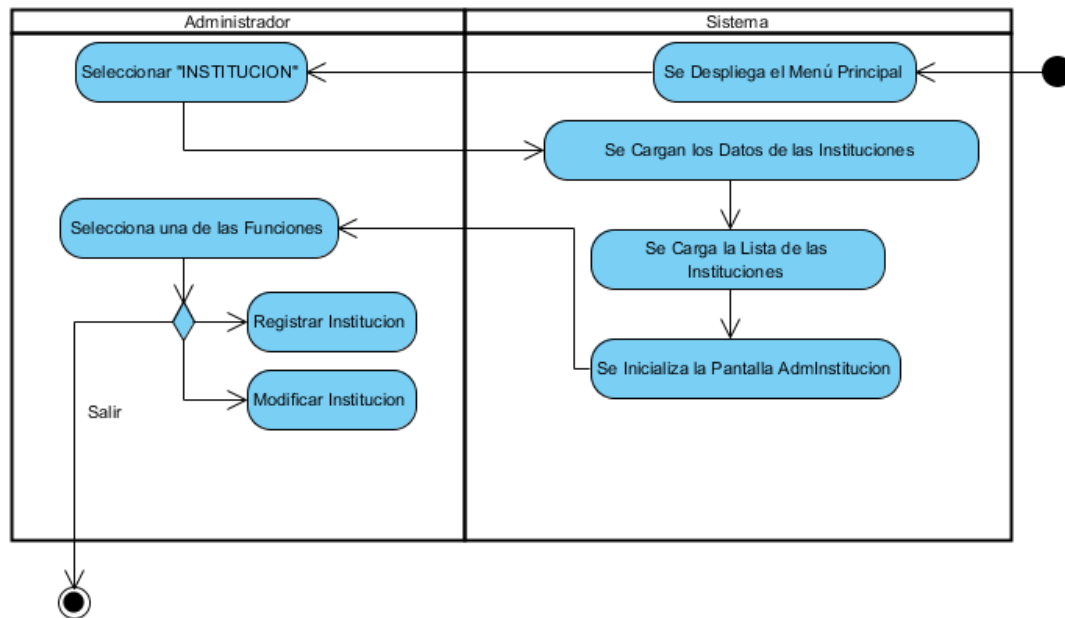 Administrador
Sistema
Seleccionar "INSTITUCION"
Se Despliega el Menú Principal
Se Cargan los Datos de las Instituciones
Selecciona una de las Funciones
Se Carga la Lista de las
Instituciones
Registrar Institucion
Se Inicializa la Pantalla AdmInstitucion
Modificar Institucion
Salir